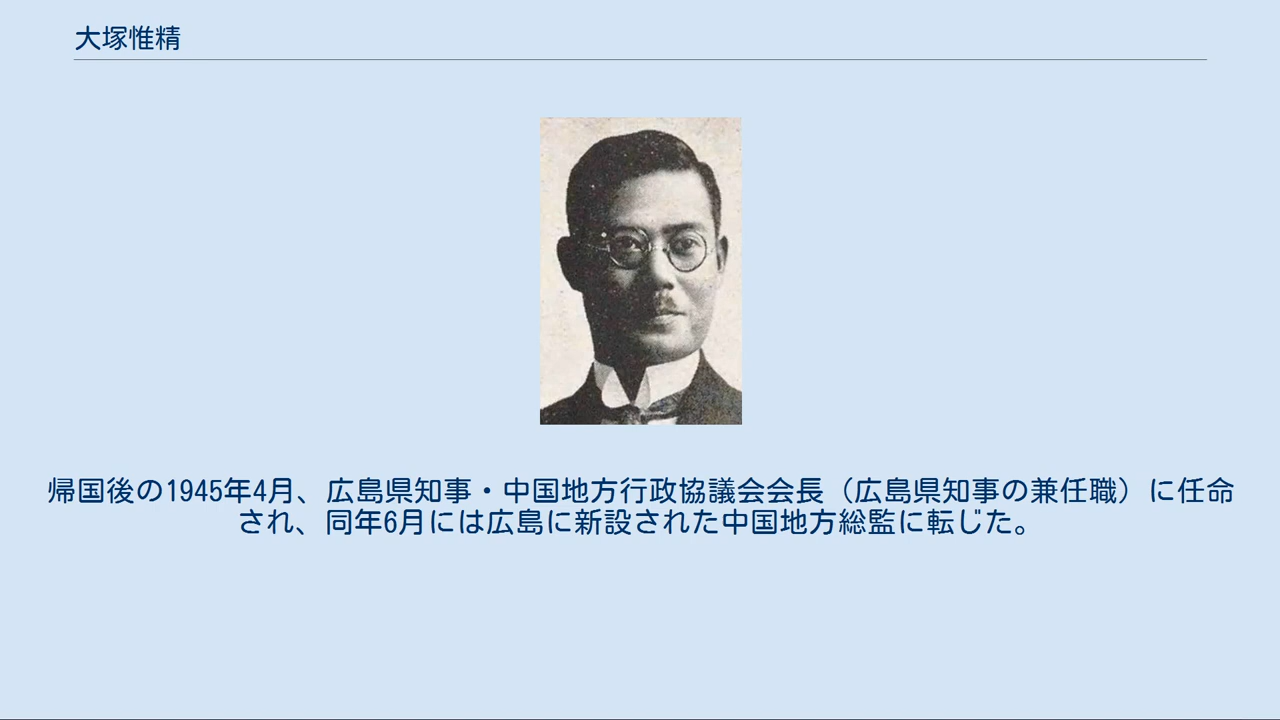 大塚惟精
帰国後の1945年4月、広島県知事・中国地方行政協議会会長（広島県知事の兼任職）に任命
され、同年6月には広島に新設された中国地方総監に転じた。